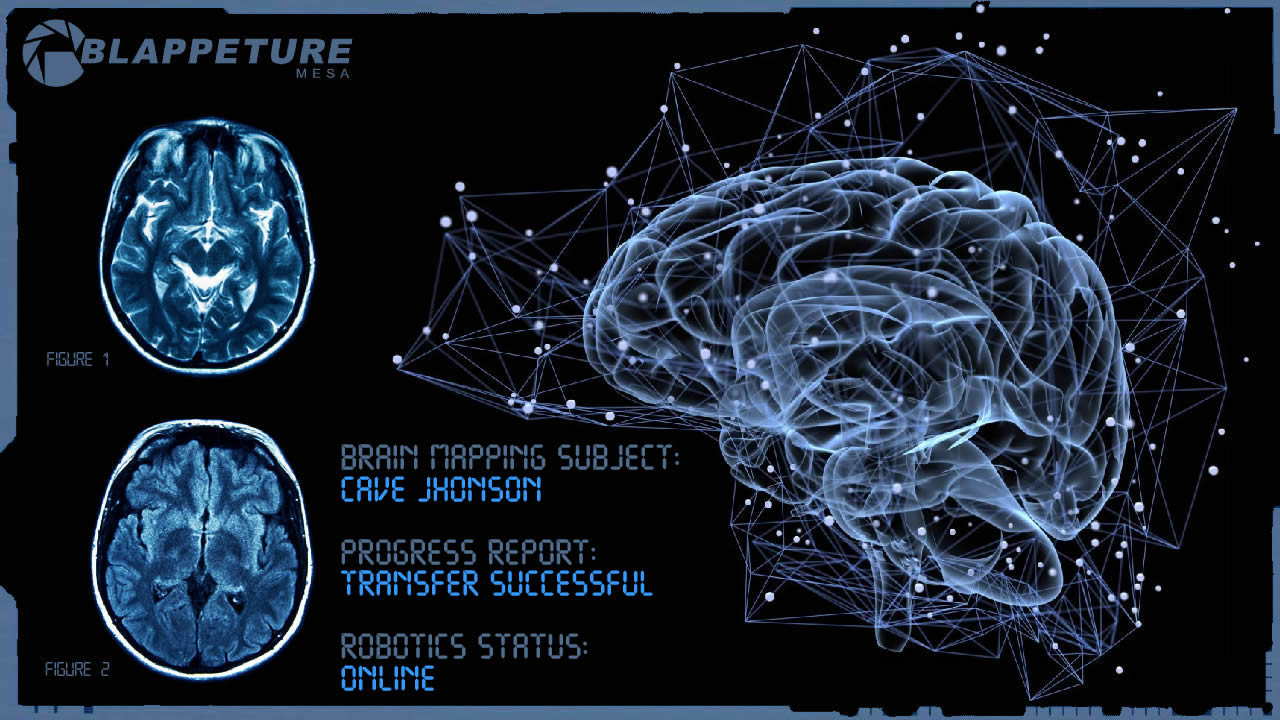 BLAPPETURE
MESA
FIGURE 1
FIGURE 2
BRAIN MAPPING SUBJECT:
CAVE JHONSON
PROGRESS REPORT:
TRANSFER SUCCESSFUL
ROBOTICS STATUS:
ONLINE